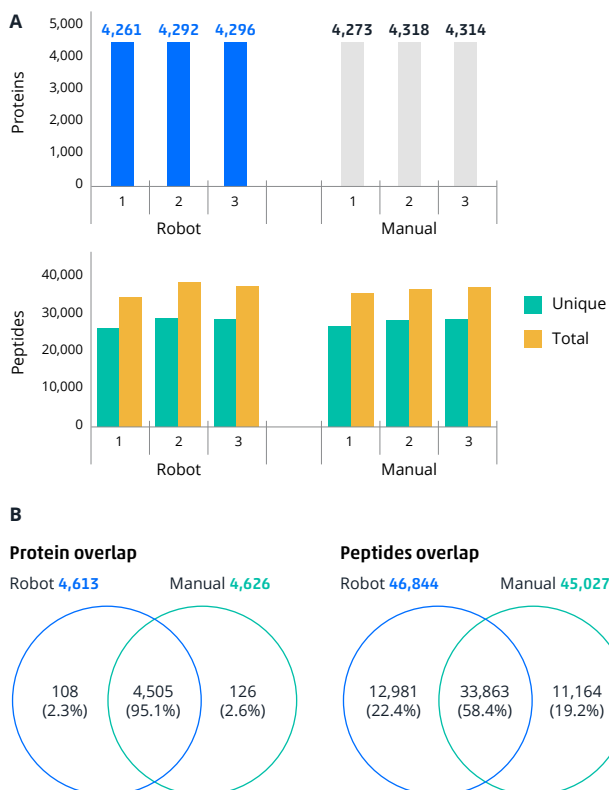 A
5,000
4,000
3,000
2,000
1,000
0
Proteins
4,261 4,292 4,296 4,273 4,318 4,314
1 2 3 1 2 3
Robot Manual
40,000
30,000
20,000
10,000
0
Peptides
Unique
Total
1 2 3 1 2 3
Robot Manual
B
Protein overlap
Robot 4,613 Manual 4,626
108 4,505 126
(2.3%) (95.1%) (2.6%)
Peptides overlap
Robot 46,844 Manual 45,027
12,981 33,863 11,164
(22.4%) (58.4%) (19.2%)